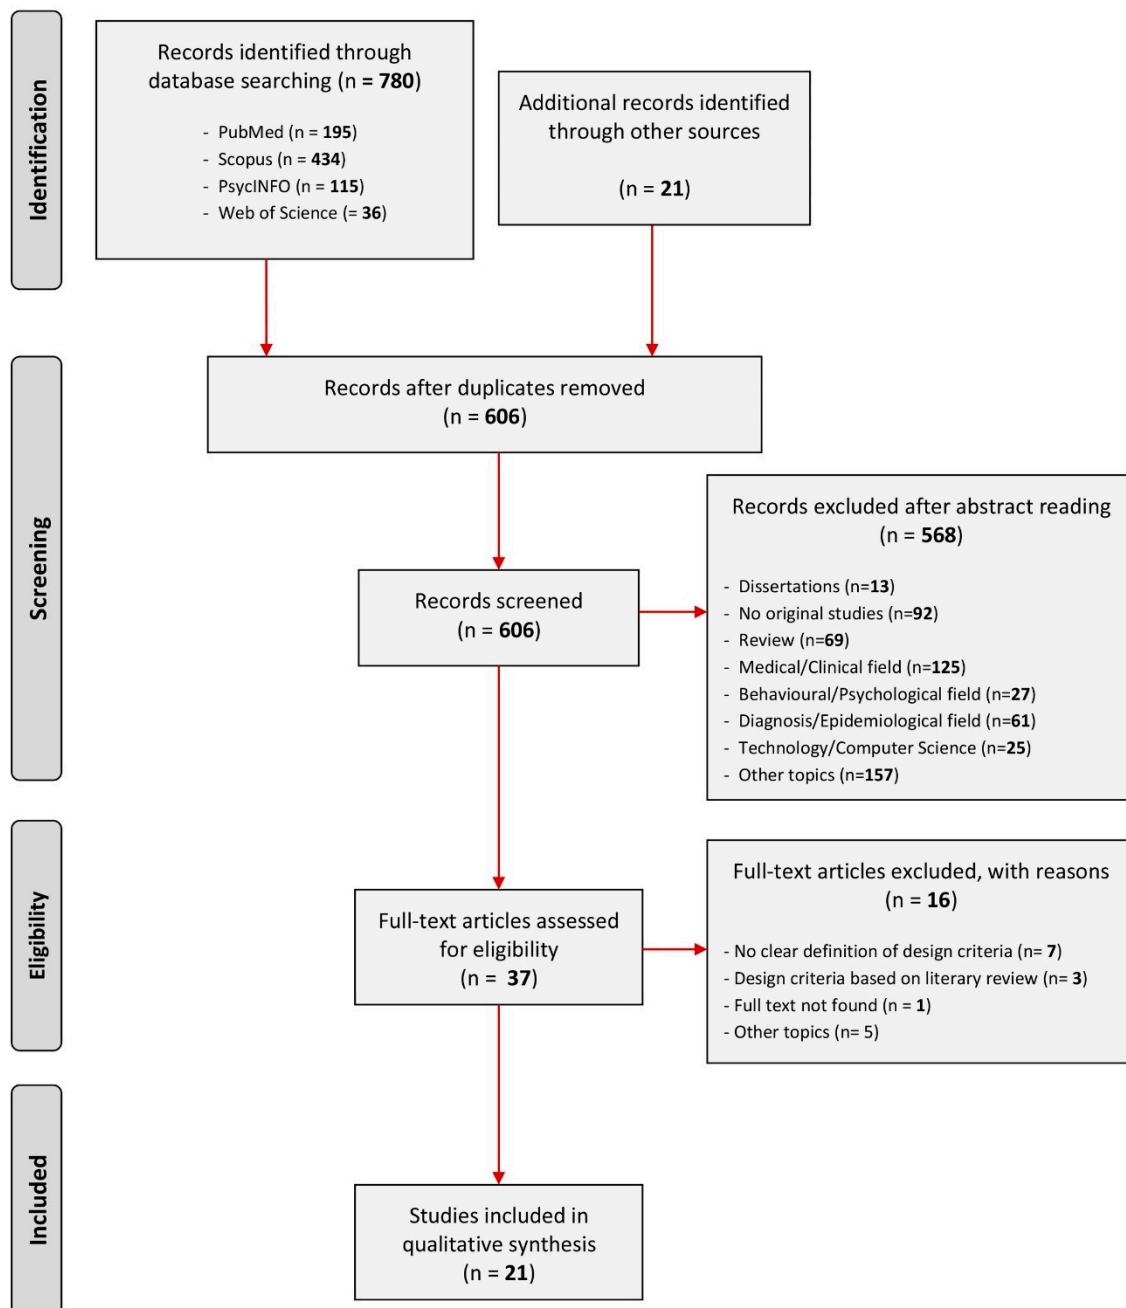 Identification
Records identified through
database searching (n = 780)
- PubMed (n = 195)
- Scopus (n = 434)
- PsycINFO (n = 115)
- Web of Science (= 36)
Additional records identified
through other sources
(n = 21)
Screening
Records after duplicates removed
(n = 606)
Records screened
(n = 606)
Records excluded after abstract reading
(n = 568)
- Dissertations (n=13)
- No original studies (n=92)
- Review (n=69)
- Medical/Clinical field (n=125)
- Behavioural/Psychological field (n=27)
- Diagnosis/Epidemiological field (n=61)
- Technology/Computer Science (n=25)
- Other topics (n=157)
Eligibility
Full-text articles assessed
for eligibility
(n = 37)
Full-text articles excluded, with reasons
(n = 16)
- No clear definition of design criteria (n= 7)
- Design criteria based on literary review (n= 3)
- Full text not found (n = 1)
- Other topics (n= 5)
Included
Studies included in
qualitative synthesis
(n = 21)